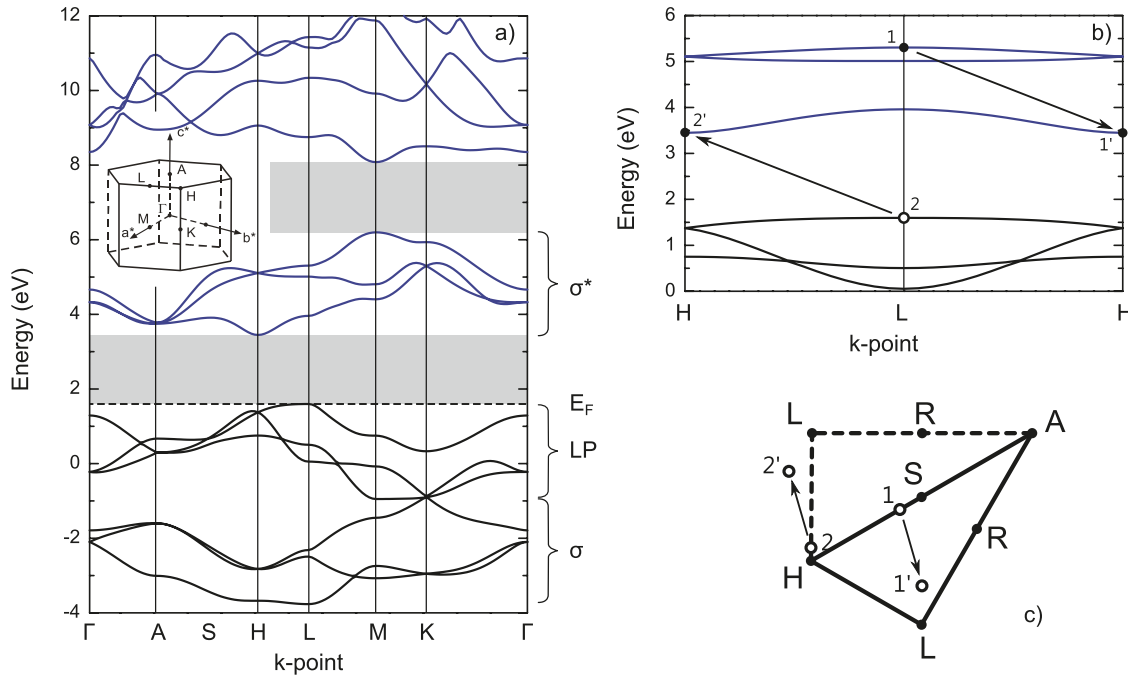 a)
12
10
8
6
4
2
0
-2
-4
Energy (eV)
Γ A S H L M K Γ
k-point
c*
A
L
H
Γ
M
K
a*
b*
σ*
E_F
LP
σ
b)
6
5
4
3
2
1
0
Energy (eV)
1
2'
1'
2
H L H
k-point
L R A
2'
S
1
2
R
H
1'
c)
L